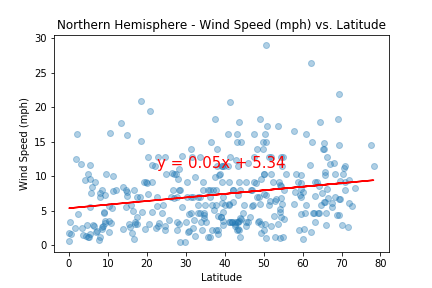 Northern Hemisphere - Wind Speed (mph) vs. Latitude
30
25
20
15
10
5
0
Wind Speed (mph)
y = 0.05x + 5.34
0 10 20 30 40 50 60 70 80
Latitude